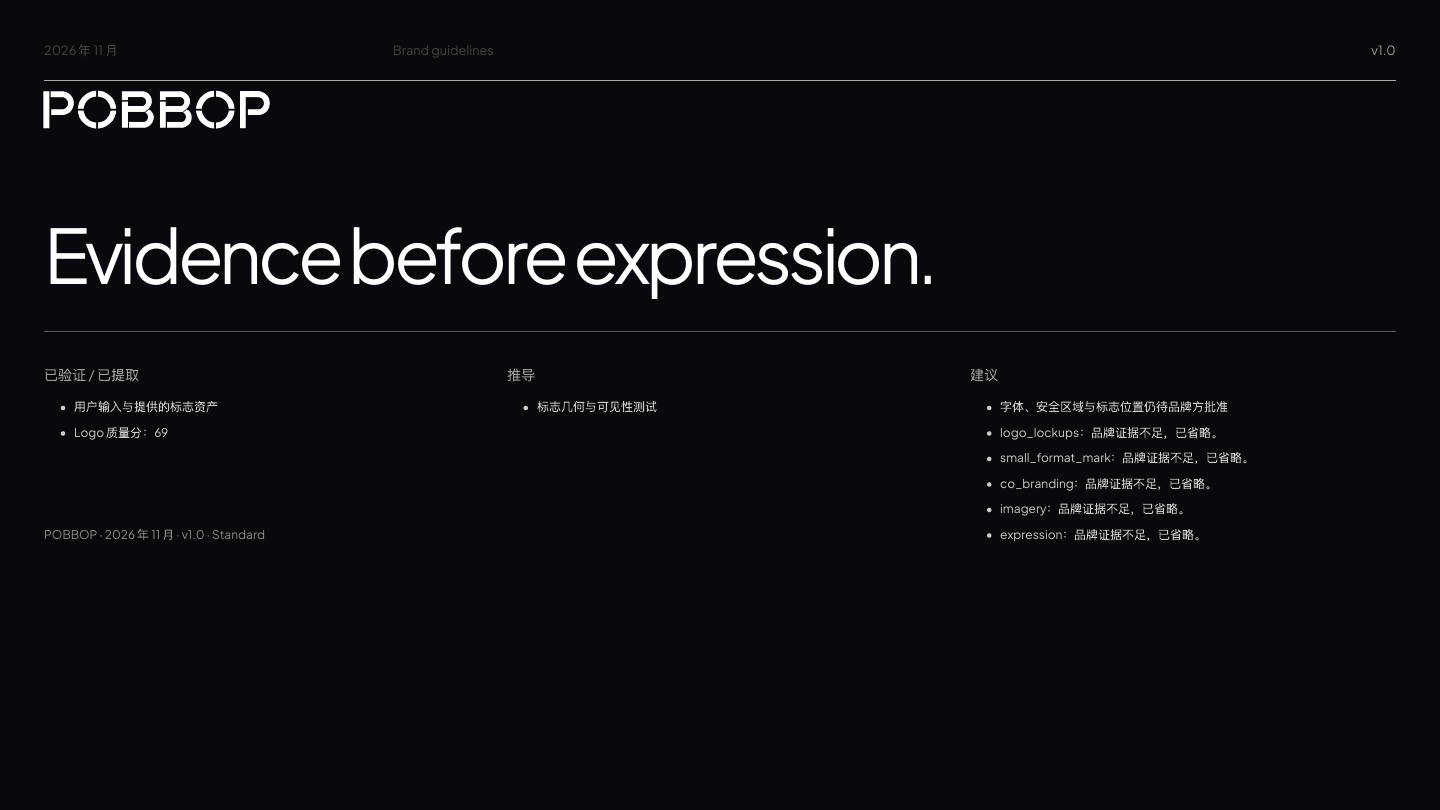 2026 年 11 月
Brand guidelines
v1.0
POBBOP
Evidence before expression.
已验证 / 已提取
用户输入与提供的标志资产
Logo 质量分：69
推导
标志几何与可见性测试
建议
字体、安全区域与标志位置仍待品牌方批准
logo_lockups：品牌证据不足，已省略。
small_format_mark：品牌证据不足，已省略。
co_branding：品牌证据不足，已省略。
imagery：品牌证据不足，已省略。
expression：品牌证据不足，已省略。
POBBOP · 2026 年 11 月 · v1.0 · Standard